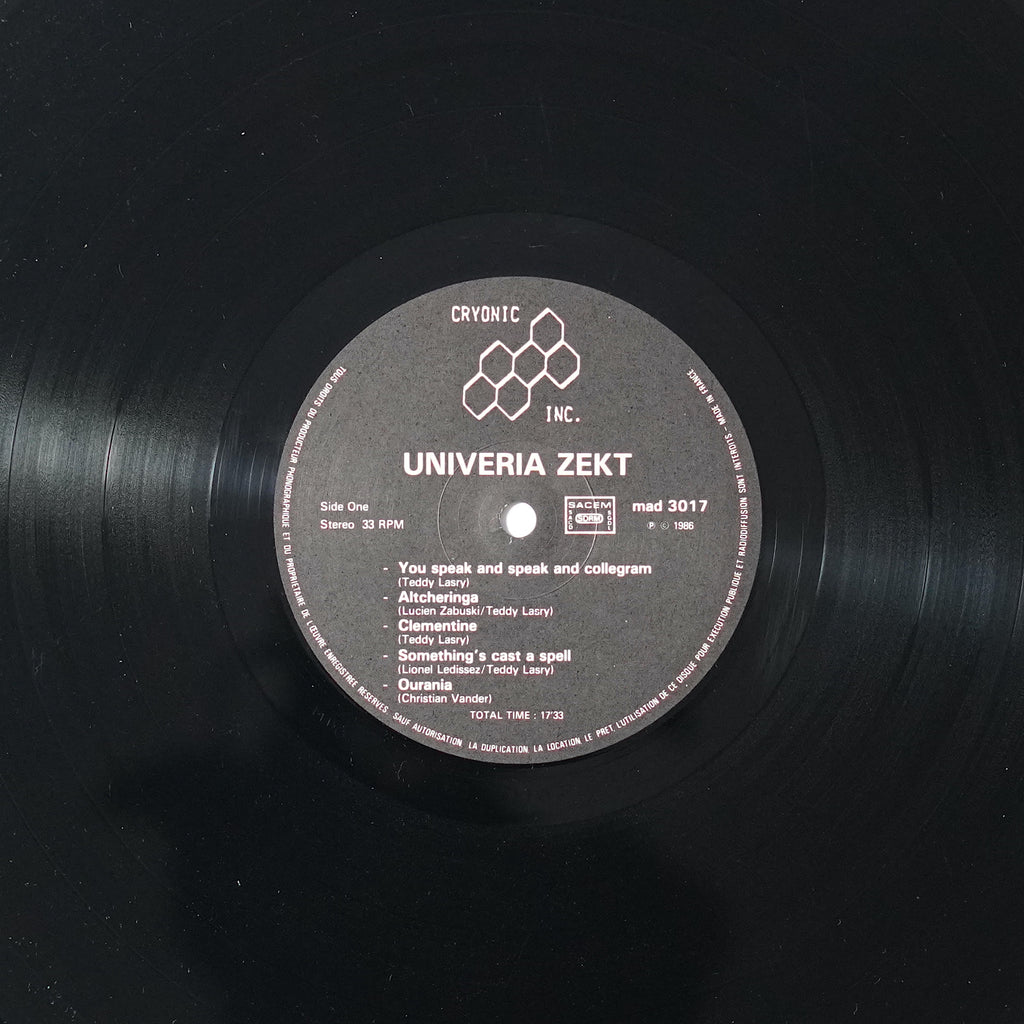 CRYONIC
INC.
UNIVERIA ZEKT
Side One
Stereo 33 RPM
SACEM
SACD
SDRM
SGDL
mad 3017
℗ © 1986
- You speak and speak and collegram
(Teddy Lasry)
- Altcheringa
(Lucien Zabuski/Teddy Lasry)
- Clementine
(Teddy Lasry)
- Something's cast a spell
(Lionel Ledissez/Teddy Lasry)
- Ourania
(Christian Vander)
TOTAL TIME : 17'33
TOUS DROITS DU PRODUCTEUR PHONOGRAPHIQUE ET DU PROPRIETAIRE DE L'ŒUVRE ENREGISTREE RESERVES. SAUF AUTORISATION, LA DUPLICATION, LA LOCATION, LE PRET, L'UTILISATION DE CE DISQUE POUR EXECUTION PUBLIQUE ET RADIODIFFUSION SONT INTERDITS - MADE IN FRANCE